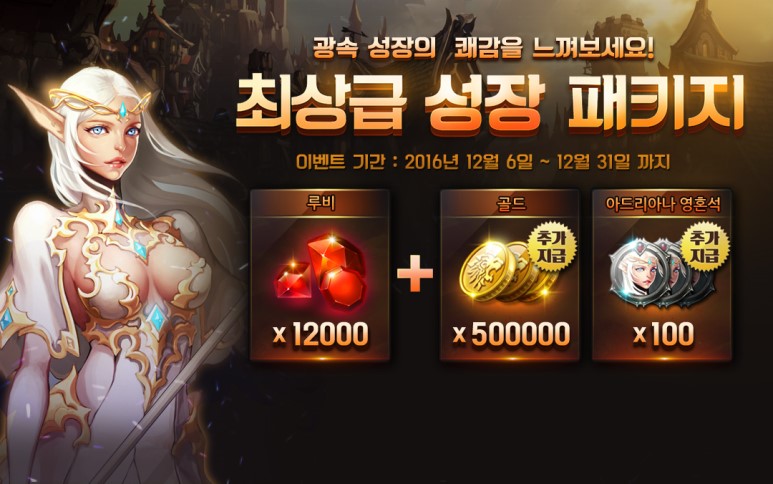 광속 성장의 쾌감을 느껴보세요!
최상급 성장 패키지
이벤트 기간 : 2016년 12월 6일 ~ 12월 31일 까지
루비
x 12000
+
골드
추가
지급
x 500000
아드리아나 영혼석
추가
지급
x 100